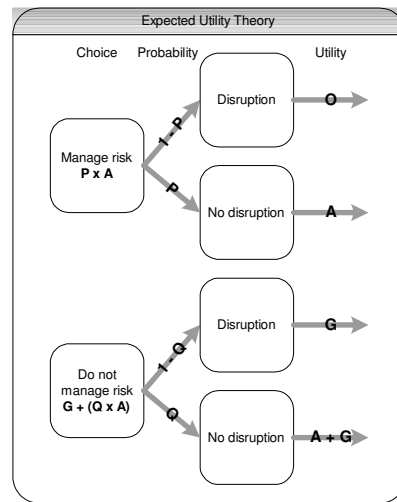 Expected Utility Theory
Choice Probability Utility
Disruption
1 - P
O
Manage risk
P x A
P
No disruption
A
Disruption
1 - Q
G
Do not
manage risk
G + (Q x A)
Q
No disruption
A + G